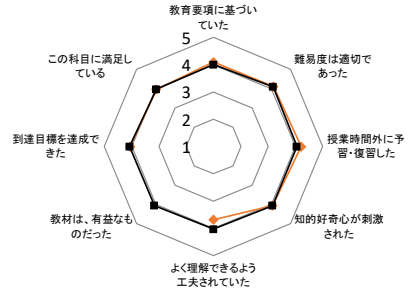 教育要項に基づい
ていた
難易度は適切で
あった
授業時間外に予
習・復習した
知的好奇心が刺激
された
よく理解できるよう
工夫されていた
教材は、有益なも
のだった
到達目標を達成で
きた
この科目に満足し
ている
5
4
3
2
1